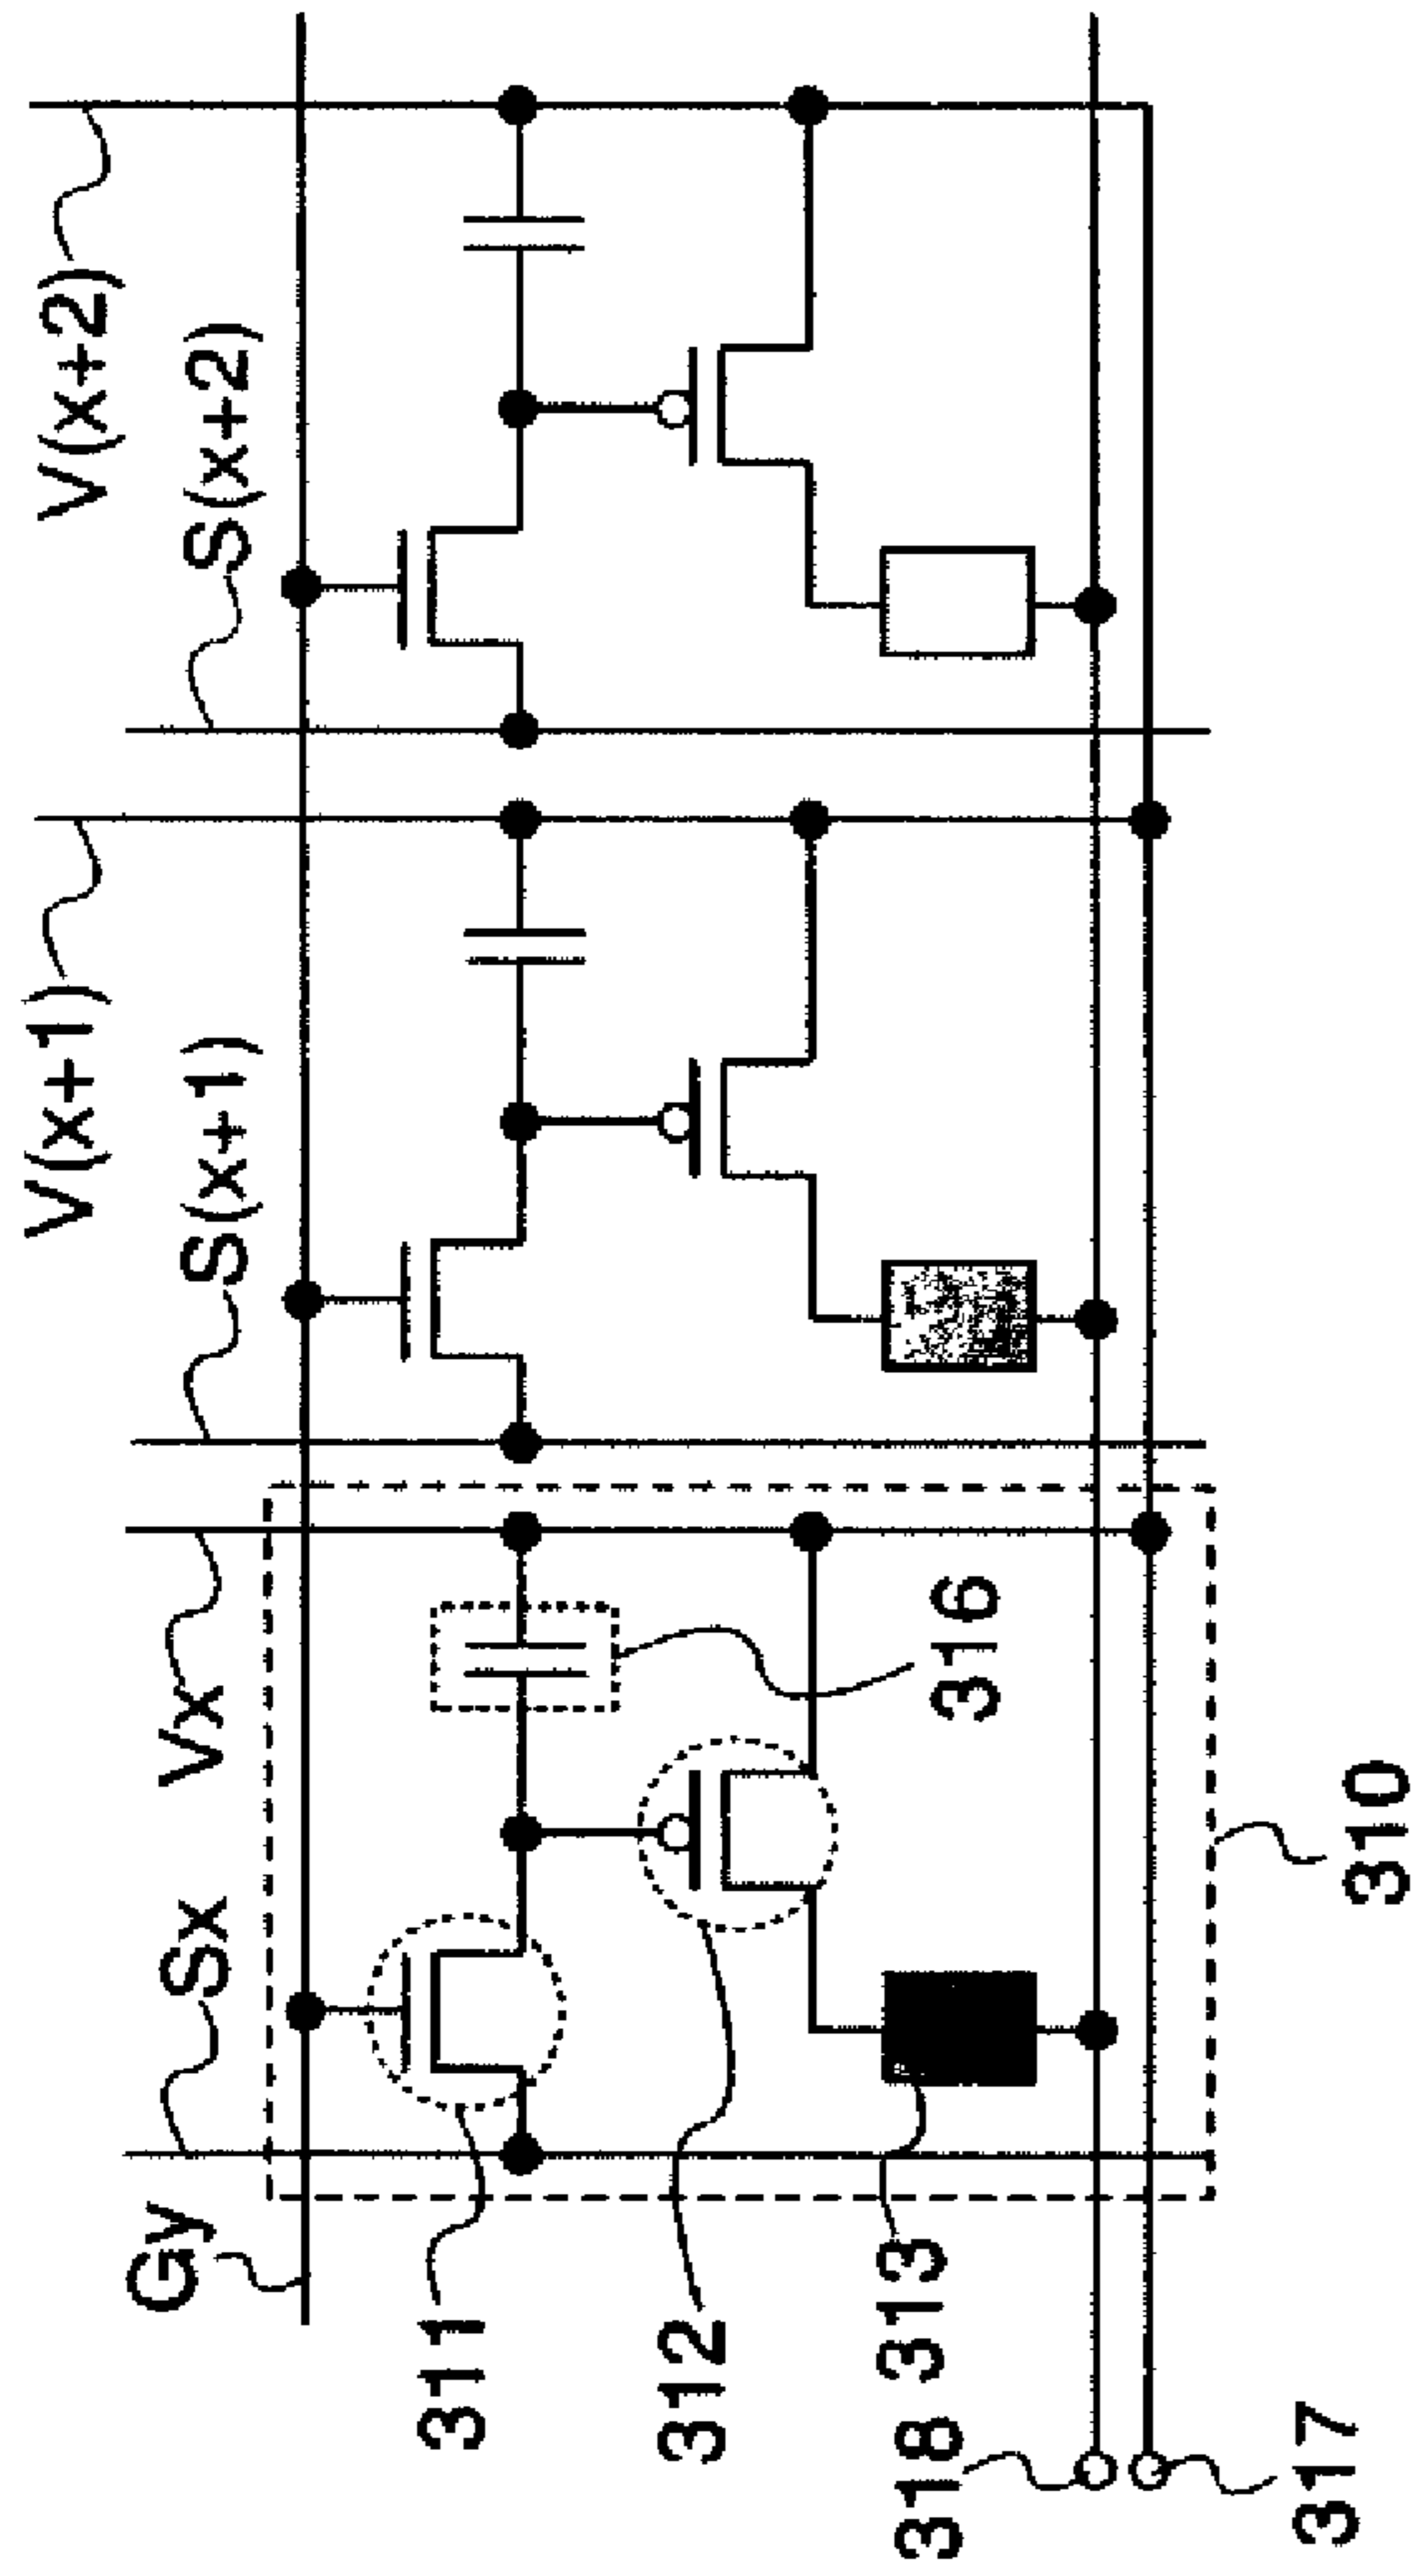 Gy
Sx
Vx
S(x+1)
V(x+1)
S(x+2)
V(x+2)
311
312
313
316
318
317
310